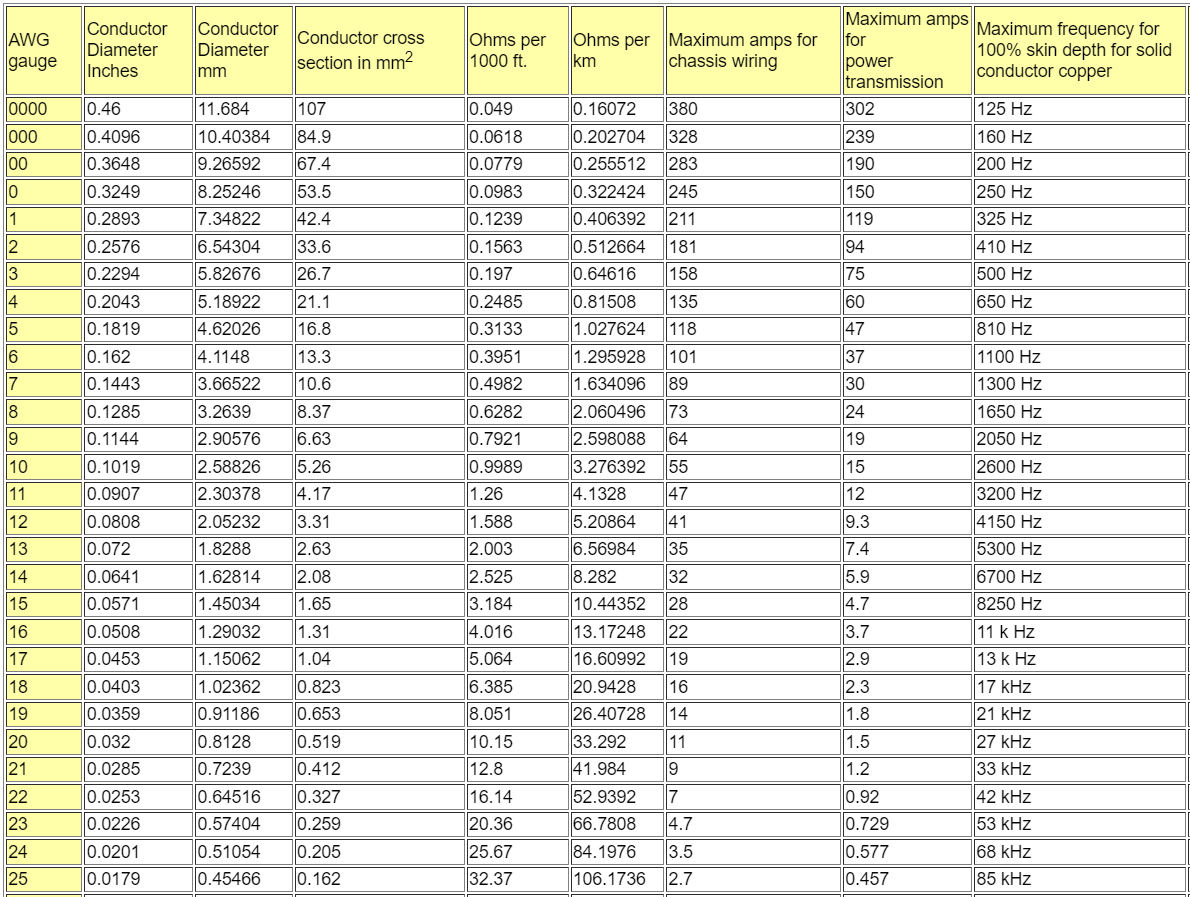 AWG gauge | Conductor Diameter Inches | Conductor Diameter mm | Conductor cross section in mm2 | Ohms per 1000 ft. | Ohms per km | Maximum amps for chassis wiring | Maximum amps for power transmission | Maximum frequency for 100% skin depth for solid conductor copper
0000 | 0.46 | 11.684 | 107 | 0.049 | 0.16072 | 380 | 302 | 125 Hz
000 | 0.4096 | 10.40384 | 84.9 | 0.0618 | 0.202704 | 328 | 239 | 160 Hz
00 | 0.3648 | 9.26592 | 67.4 | 0.0779 | 0.255512 | 283 | 190 | 200 Hz
0 | 0.3249 | 8.25246 | 53.5 | 0.0983 | 0.322424 | 245 | 150 | 250 Hz
1 | 0.2893 | 7.34822 | 42.4 | 0.1239 | 0.406392 | 211 | 119 | 325 Hz
2 | 0.2576 | 6.54304 | 33.6 | 0.1563 | 0.512664 | 181 | 94 | 410 Hz
3 | 0.2294 | 5.82676 | 26.7 | 0.197 | 0.64616 | 158 | 75 | 500 Hz
4 | 0.2043 | 5.18922 | 21.1 | 0.2485 | 0.81508 | 135 | 60 | 650 Hz
5 | 0.1819 | 4.62026 | 16.8 | 0.3133 | 1.027624 | 118 | 47 | 810 Hz
6 | 0.162 | 4.1148 | 13.3 | 0.3951 | 1.295928 | 101 | 37 | 1100 Hz
7 | 0.1443 | 3.66522 | 10.6 | 0.4982 | 1.634096 | 89 | 30 | 1300 Hz
8 | 0.1285 | 3.2639 | 8.37 | 0.6282 | 2.060496 | 73 | 24 | 1650 Hz
9 | 0.1144 | 2.90576 | 6.63 | 0.7921 | 2.598088 | 64 | 19 | 2050 Hz
10 | 0.1019 | 2.58826 | 5.26 | 0.9989 | 3.276392 | 55 | 15 | 2600 Hz
11 | 0.0907 | 2.30378 | 4.17 | 1.26 | 4.1328 | 47 | 12 | 3200 Hz
12 | 0.0808 | 2.05232 | 3.31 | 1.588 | 5.20864 | 41 | 9.3 | 4150 Hz
13 | 0.072 | 1.8288 | 2.63 | 2.003 | 6.56984 | 35 | 7.4 | 5300 Hz
14 | 0.0641 | 1.62814 | 2.08 | 2.525 | 8.282 | 32 | 5.9 | 6700 Hz
15 | 0.0571 | 1.45034 | 1.65 | 3.184 | 10.44352 | 28 | 4.7 | 8250 Hz
16 | 0.0508 | 1.29032 | 1.31 | 4.016 | 13.17248 | 22 | 3.7 | 11 k Hz
17 | 0.0453 | 1.15062 | 1.04 | 5.064 | 16.60992 | 19 | 2.9 | 13 k Hz
18 | 0.0403 | 1.02362 | 0.823 | 6.385 | 20.9428 | 16 | 2.3 | 17 kHz
19 | 0.0359 | 0.91186 | 0.653 | 8.051 | 26.40728 | 14 | 1.8 | 21 kHz
20 | 0.032 | 0.8128 | 0.519 | 10.15 | 33.292 | 11 | 1.5 | 27 kHz
21 | 0.0285 | 0.7239 | 0.412 | 12.8 | 41.984 | 9 | 1.2 | 33 kHz
22 | 0.0253 | 0.64516 | 0.327 | 16.14 | 52.9392 | 7 | 0.92 | 42 kHz
23 | 0.0226 | 0.57404 | 0.259 | 20.36 | 66.7808 | 4.7 | 0.729 | 53 kHz
24 | 0.0201 | 0.51054 | 0.205 | 25.67 | 84.1976 | 3.5 | 0.577 | 68 kHz
25 | 0.0179 | 0.45466 | 0.162 | 32.37 | 106.1736 | 2.7 | 0.457 | 85 kHz